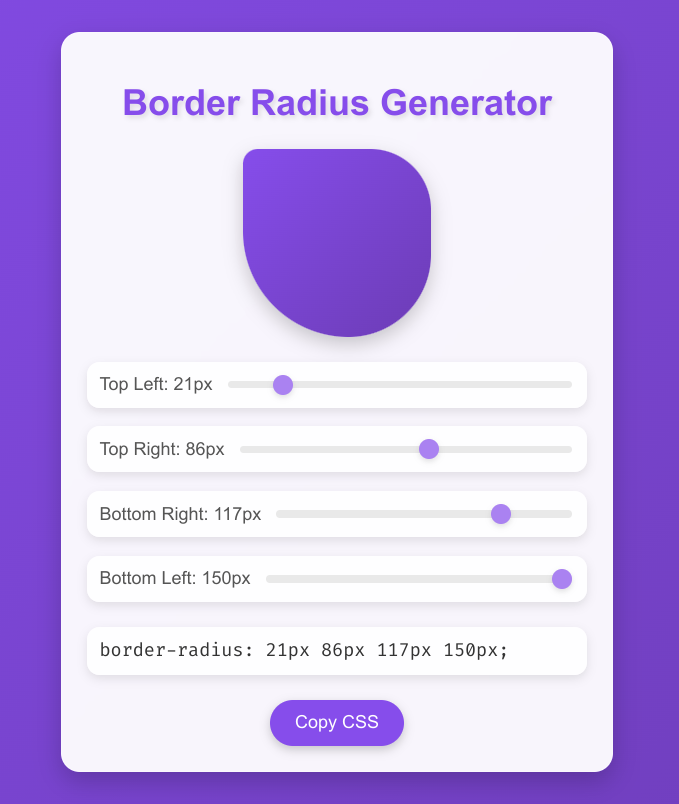 Border Radius Generator
Top Left: 21px
Top Right: 86px
Bottom Right: 117px
Bottom Left: 150px
border-radius: 21px 86px 117px 150px;
Copy CSS